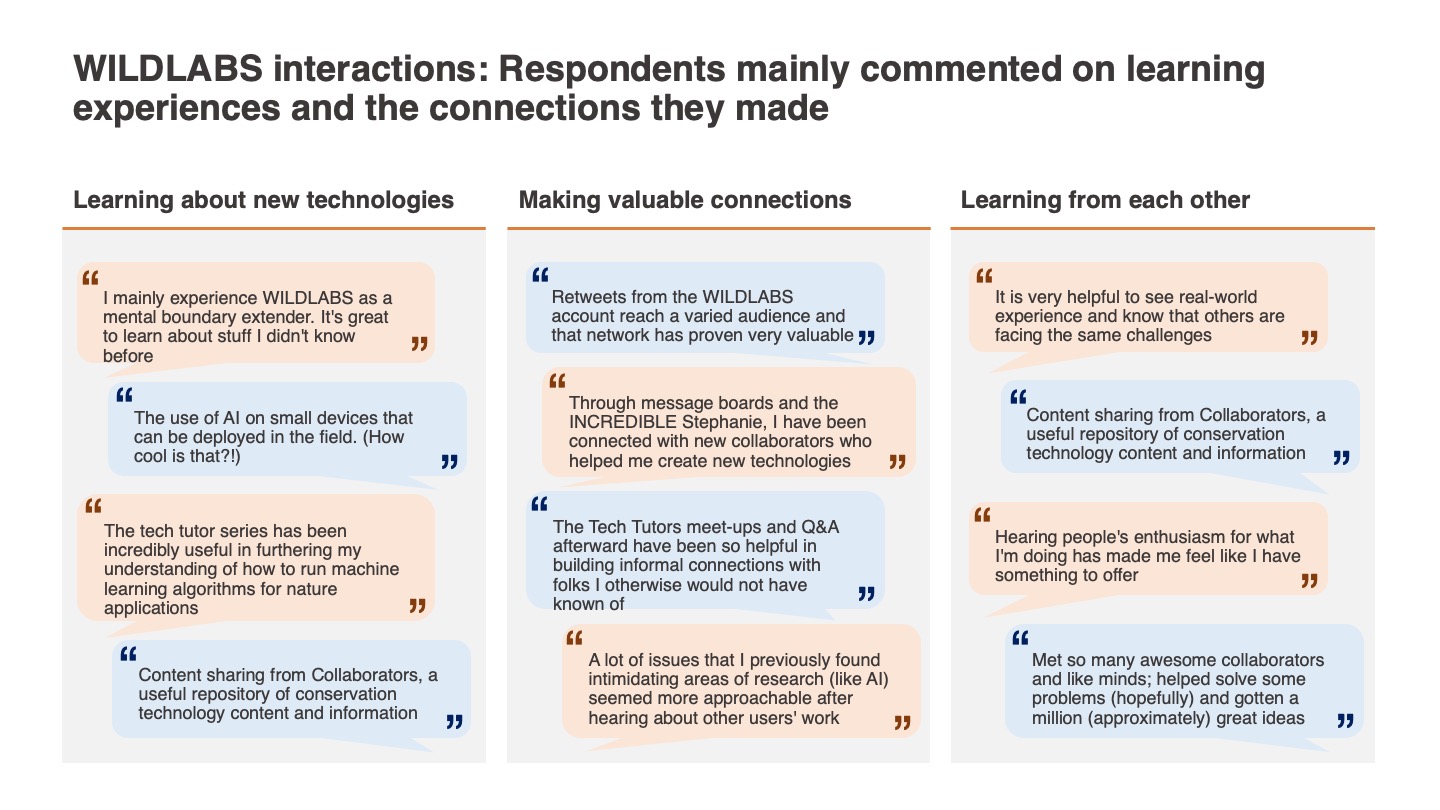 WILDLABS interactions: Respondents mainly commented on learning
experiences and the connections they made
Learning about new technologies
“
I mainly experience WILDLABS as a
mental boundary extender. It's great
to learn about stuff I didn't know
before
”
“
The use of AI on small devices that
can be deployed in the field. (How
cool is that?!)
”
“
The tech tutor series has been
incredibly useful in furthering my
understanding of how to run machine
learning algorithms for nature
applications
”
“
Content sharing from Collaborators, a
useful repository of conservation
technology content and information
”
Making valuable connections
“
Retweets from the WILDLABS
account reach a varied audience and
that network has proven very valuable
”
“
Through message boards and the
INCREDIBLE Stephanie, I have been
connected with new collaborators who
helped me create new technologies
”
“
The Tech Tutors meet-ups and Q&A
afterward have been so helpful in
building informal connections with
folks I otherwise would not have
known of
”
“
A lot of issues that I previously found
intimidating areas of research (like AI)
seemed more approachable after
hearing about other users' work
”
Learning from each other
“
It is very helpful to see real-world
experience and know that others are
facing the same challenges
”
“
Content sharing from Collaborators, a
useful repository of conservation
technology content and information
”
“
Hearing people's enthusiasm for what
I'm doing has made me feel like I have
something to offer
”
“
Met so many awesome collaborators
and like minds; helped solve some
problems (hopefully) and gotten a
million (approximately) great ideas
”